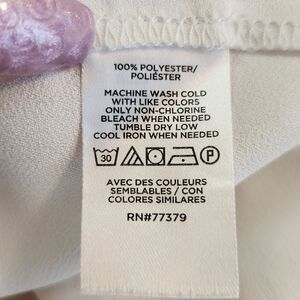 100% POLYESTER/
POLIÉSTER
MACHINE WASH COLD
WITH LIKE COLORS
ONLY NON-CHLORINE
BLEACH WHEN NEEDED
TUMBLE DRY LOW
COOL IRON WHEN NEEDED
30 P
AVEC DES COULEURS
SEMBLABLES / CON
COLORES SIMILARES
RN#77379